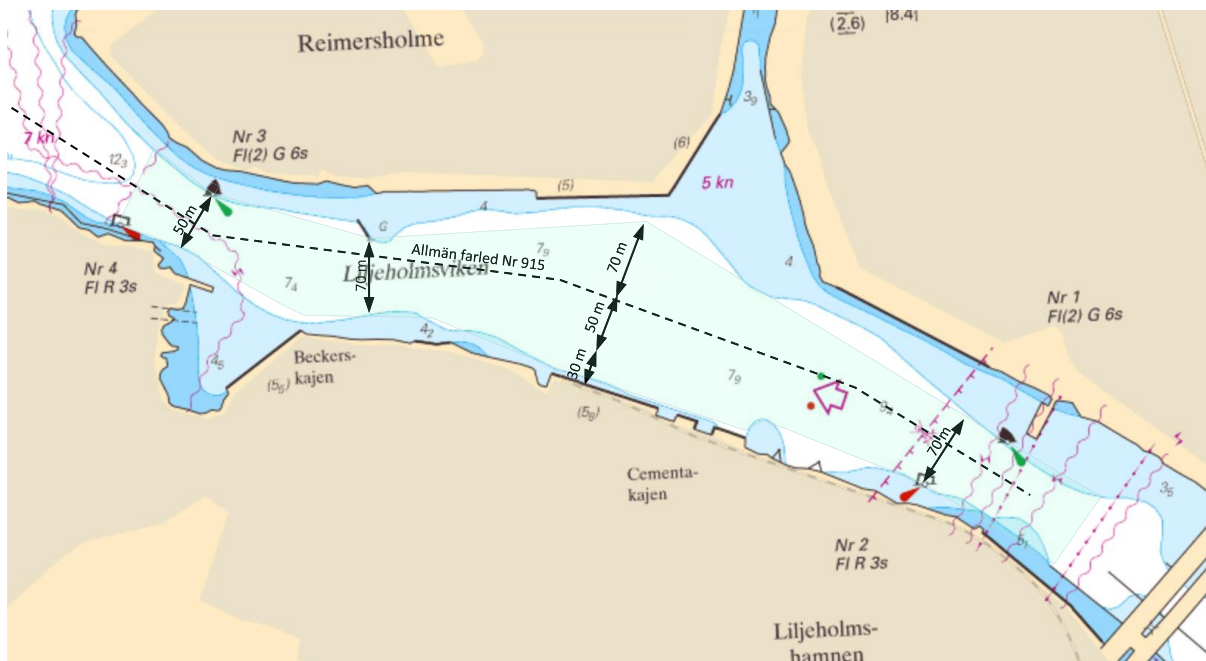 Reimersholme
(2.6)
8.4
3₉
Nr 3
Fl(2) G 6s
7 kn
12₃
(6)
5 kn
(5)
4
50 m
G
Allmän farled Nr 915
7₉
70 m
4
Liljeholmsviken
70 m
Nr 4
Fl R 3s
7₄
50 m
Nr 1
Fl(2) G 6s
4₂
4₅
Beckers-
kajen
(5₅)
30 m
7₉
9₄
(5₈)
70 m
Cementa-
kajen
3₆
Nr 2
Fl R 3s
5₁
Liljeholms-
hamnen